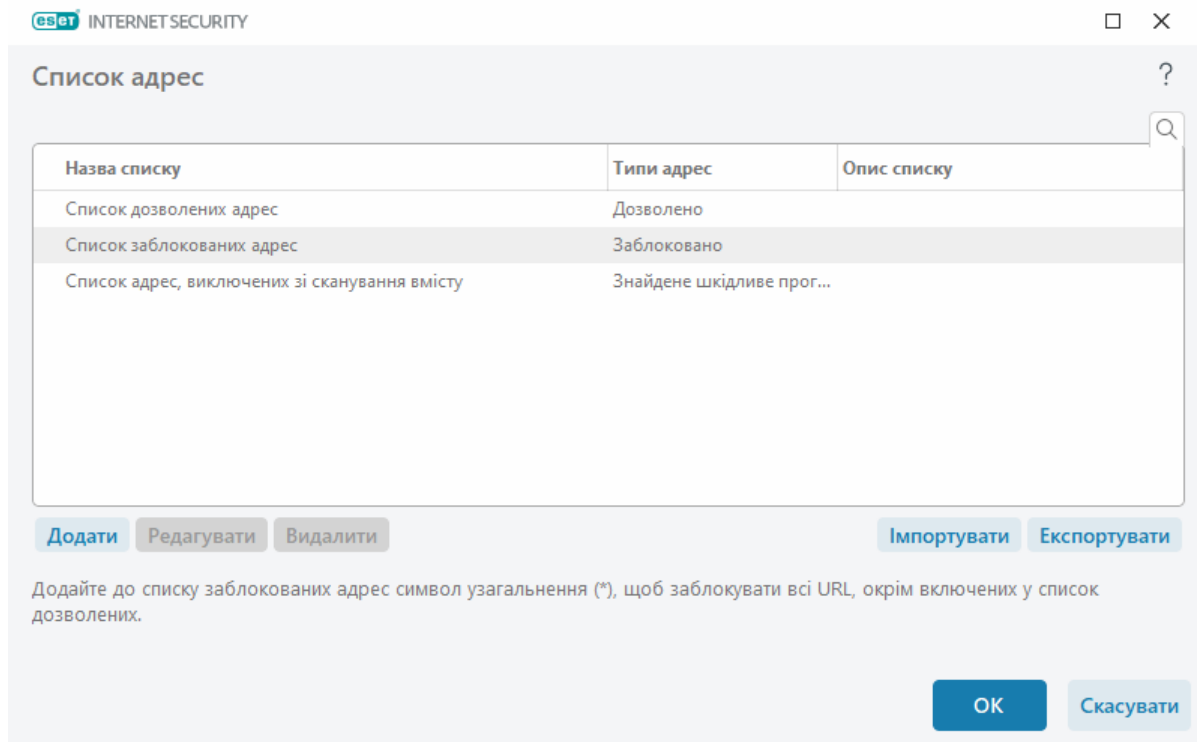 eset INTERNET SECURITY
Список адрес
?
Назва списку Типи адрес Опис списку
Список дозволених адрес Дозволено
Список заблокованих адрес Заблоковано
Список адрес, виключених зі сканування вмісту Знайдене шкідливе прог...
Додати Редагувати Видалити Імпортувати Експортувати
Додайте до списку заблокованих адрес символ узагальнення (*), щоб заблокувати всі URL, окрім включених у список
дозволених.
ОК Скасувати